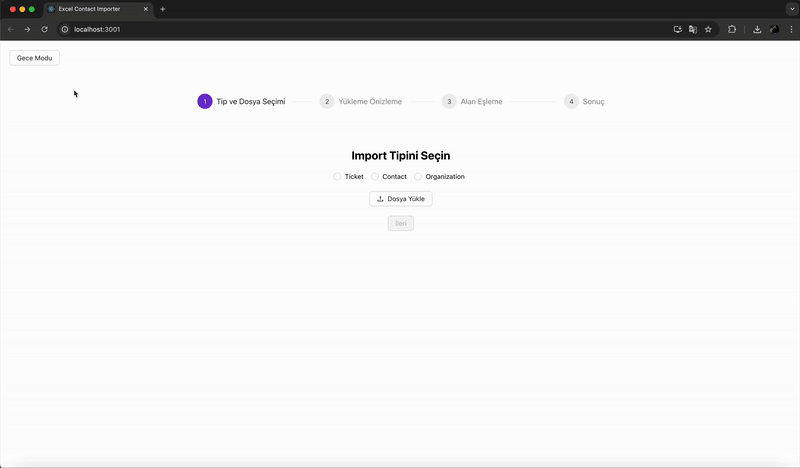 Excel Contact Importer
localhost:3001
Gece Modu
1 Tip ve Dosya Seçimi 2 Yükleme Önizleme 3 Alan Eşleme 4 Sonuç
Import Tipini Seçin
Ticket Contact Organization
Dosya Yükle
İleri